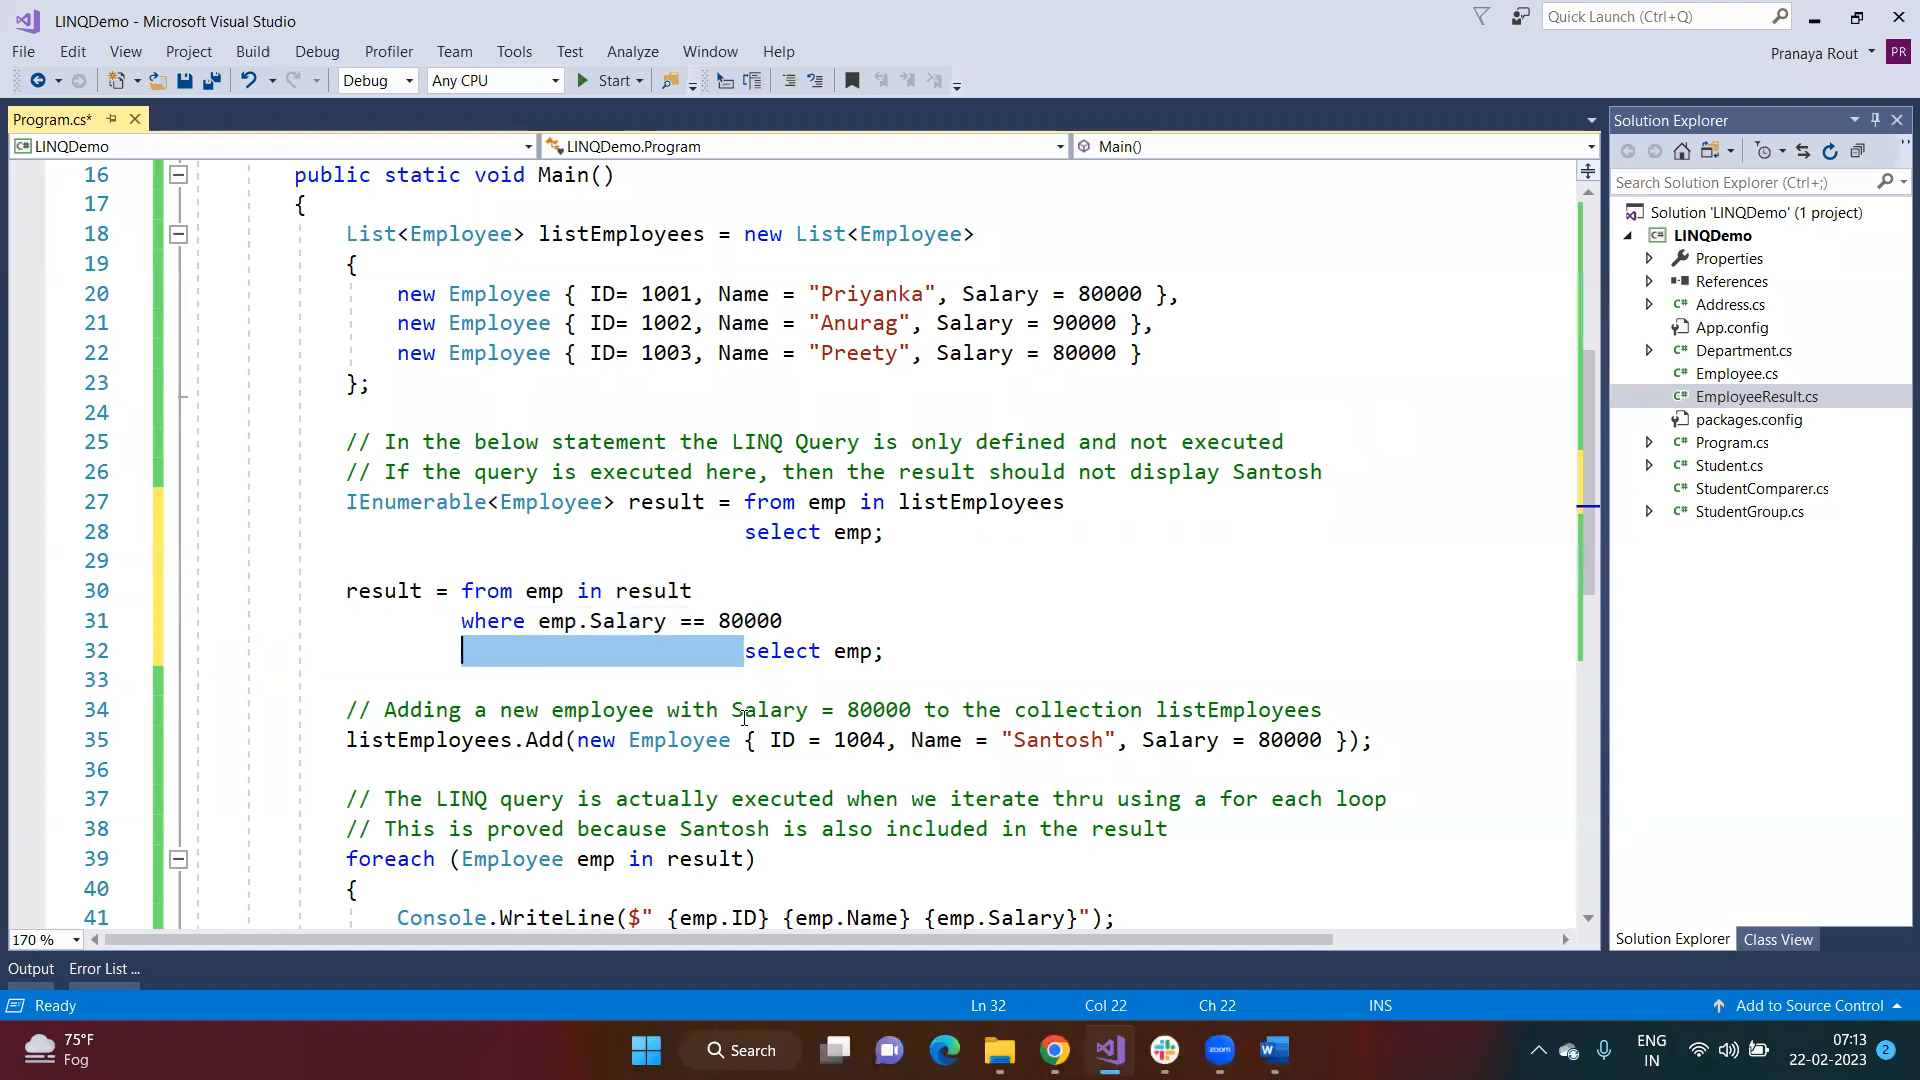 LINQDemo - Microsoft Visual Studio
Quick Launch (Ctrl+Q)
File Edit View Project Build Debug Profiler Team Tools Test Analyze Window Help
Pranaya Rout PR
Debug Any CPU Start
Program.cs*
LINQDemo LINQDemo.Program Main()
16 public static void Main()
17 {
18 List<Employee> listEmployees = new List<Employee>
19 {
20 new Employee { ID= 1001, Name = "Priyanka", Salary = 80000 },
21 new Employee { ID= 1002, Name = "Anurag", Salary = 90000 },
22 new Employee { ID= 1003, Name = "Preety", Salary = 80000 }
23 };
24
25 // In the below statement the LINQ Query is only defined and not executed
26 // If the query is executed here, then the result should not display Santosh
27 IEnumerable<Employee> result = from emp in listEmployees
28 select emp;
29
30 result = from emp in result
31 where emp.Salary == 80000
32 select emp;
33
34 // Adding a new employee with Salary = 80000 to the collection listEmployees
35 listEmployees.Add(new Employee { ID = 1004, Name = "Santosh", Salary = 80000 });
36
37 // The LINQ query is actually executed when we iterate thru using a for each loop
38 // This is proved because Santosh is also included in the result
39 foreach (Employee emp in result)
40 {
41 Console.WriteLine($" {emp.ID} {emp.Name} {emp.Salary}");
170 %
Solution Explorer
Search Solution Explorer (Ctrl+;)
Solution 'LINQDemo' (1 project)
C# LINQDemo
Properties
References
C# Address.cs
App.config
C# Department.cs
C# Employee.cs
C# EmployeeResult.cs
packages.config
C# Program.cs
C# Student.cs
C# StudentComparer.cs
C# StudentGroup.cs
Solution Explorer Class View
Output Error List ...
Ready Ln 32 Col 22 Ch 22 INS Add to Source Control
75°F
Fog
Search
zoom
ENG
IN
07:13
22-02-2023
2